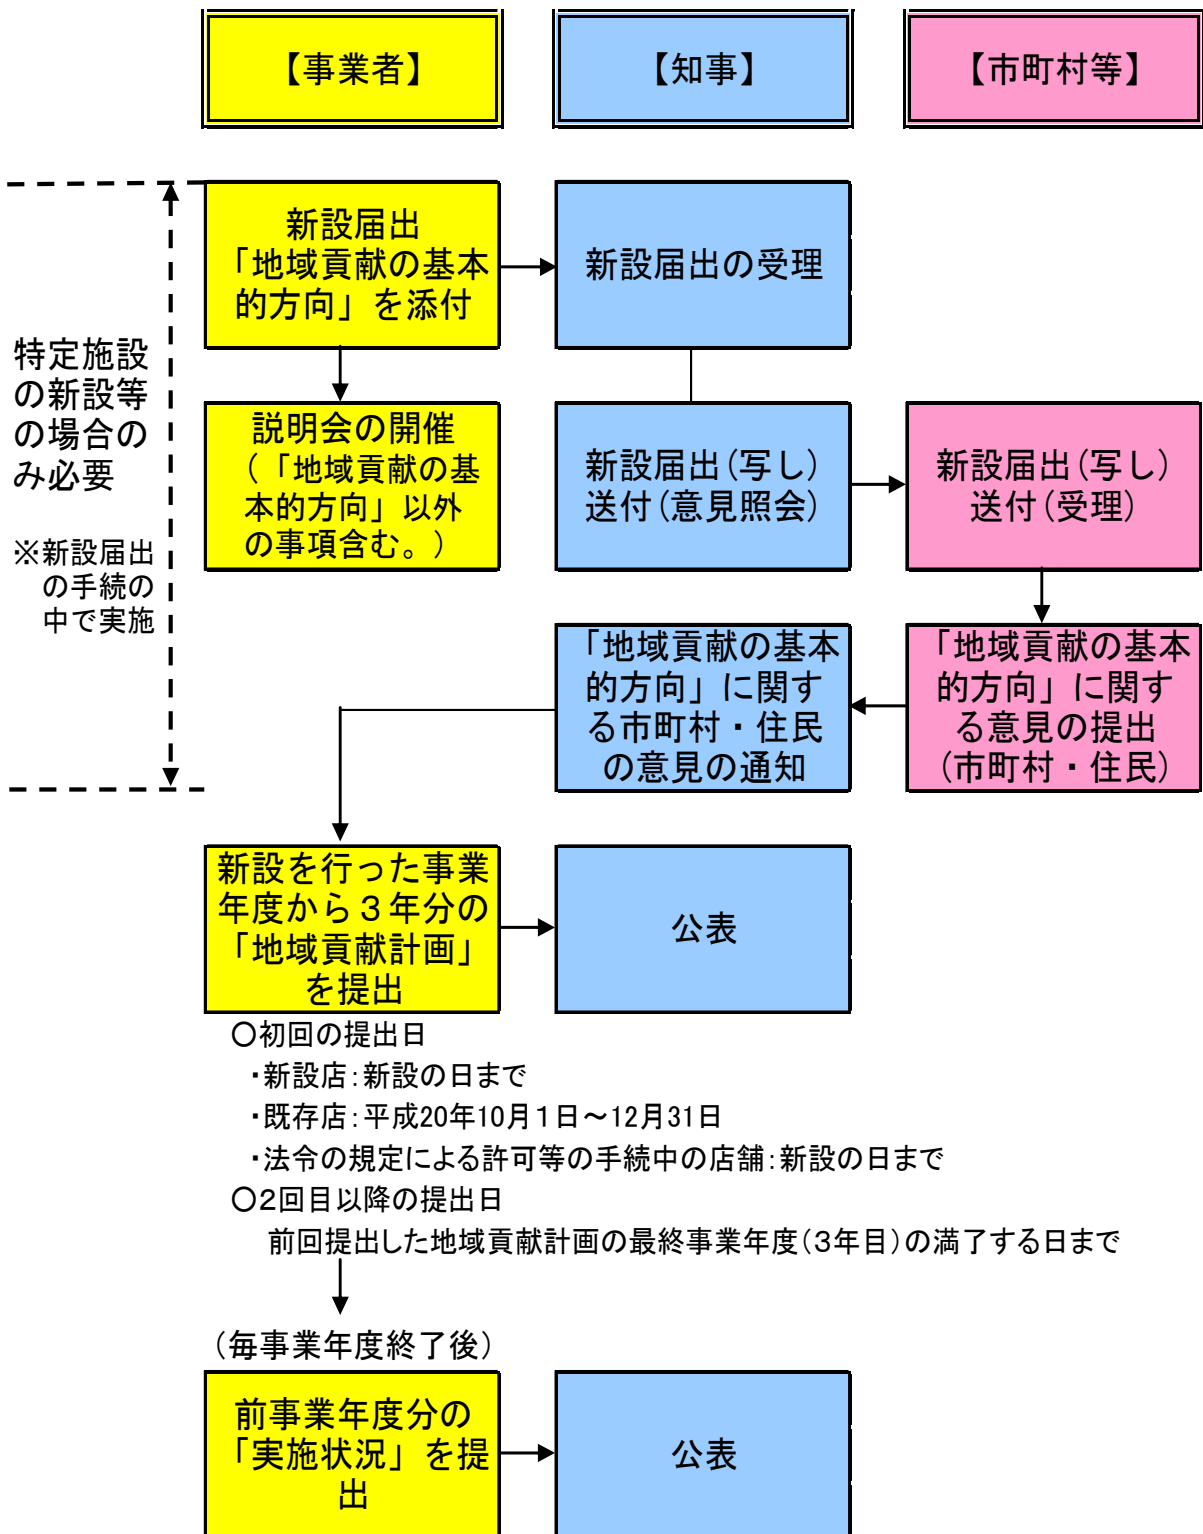 【事業者】
【知事】
【市町村等】
新設届出
「地域貢献の基本
的方向」を添付
新設届出の受理
特定施設
の新設等
の場合の
み必要
※新設届出
の手続の
中で実施
説明会の開催
（「地域貢献の基
本的方向」以外
の事項含む。）
新設届出(写し)
送付(意見照会)
新設届出(写し)
送付(受理)
「地域貢献の基本
的方向」に関す
る市町村・住民
の意見の通知
「地域貢献の基本
的方向」に関す
る意見の提出
(市町村・住民)
新設を行った事業
年度から３年分の
「地域貢献計画」
を提出
公表
〇初回の提出日
・新設店：新設の日まで
・既存店：平成20年10月１日～12月31日
・法令の規定による許可等の手続中の店舗：新設の日まで
〇２回目以降の提出日
前回提出した地域貢献計画の最終事業年度（３年目）の満了する日まで
（毎事業年度終了後）
前事業年度分の
「実施状況」を提
出
公表